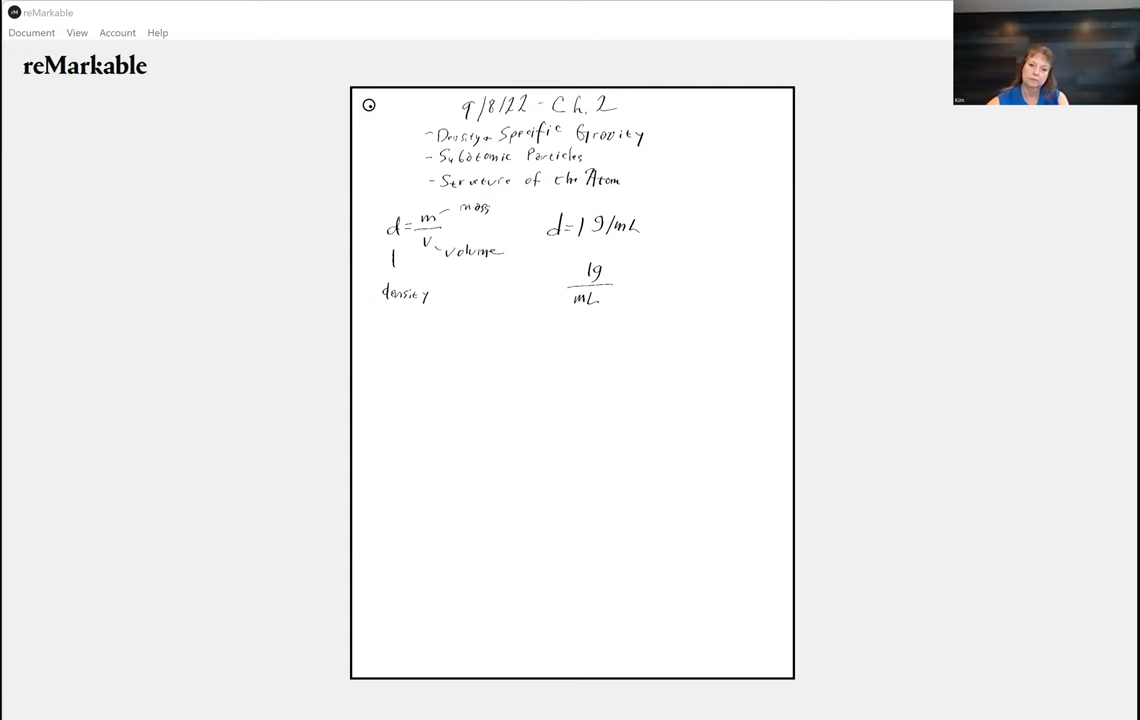 reMarkable
Document View Account Help
reMarkable
9/8/22 - Ch. 2
- Density & Specific Gravity
- Subatomic Particles
- Structure of the Atom
d = m/v
mass
volume
density
d = 1 g/mL
1g
mL
Kim